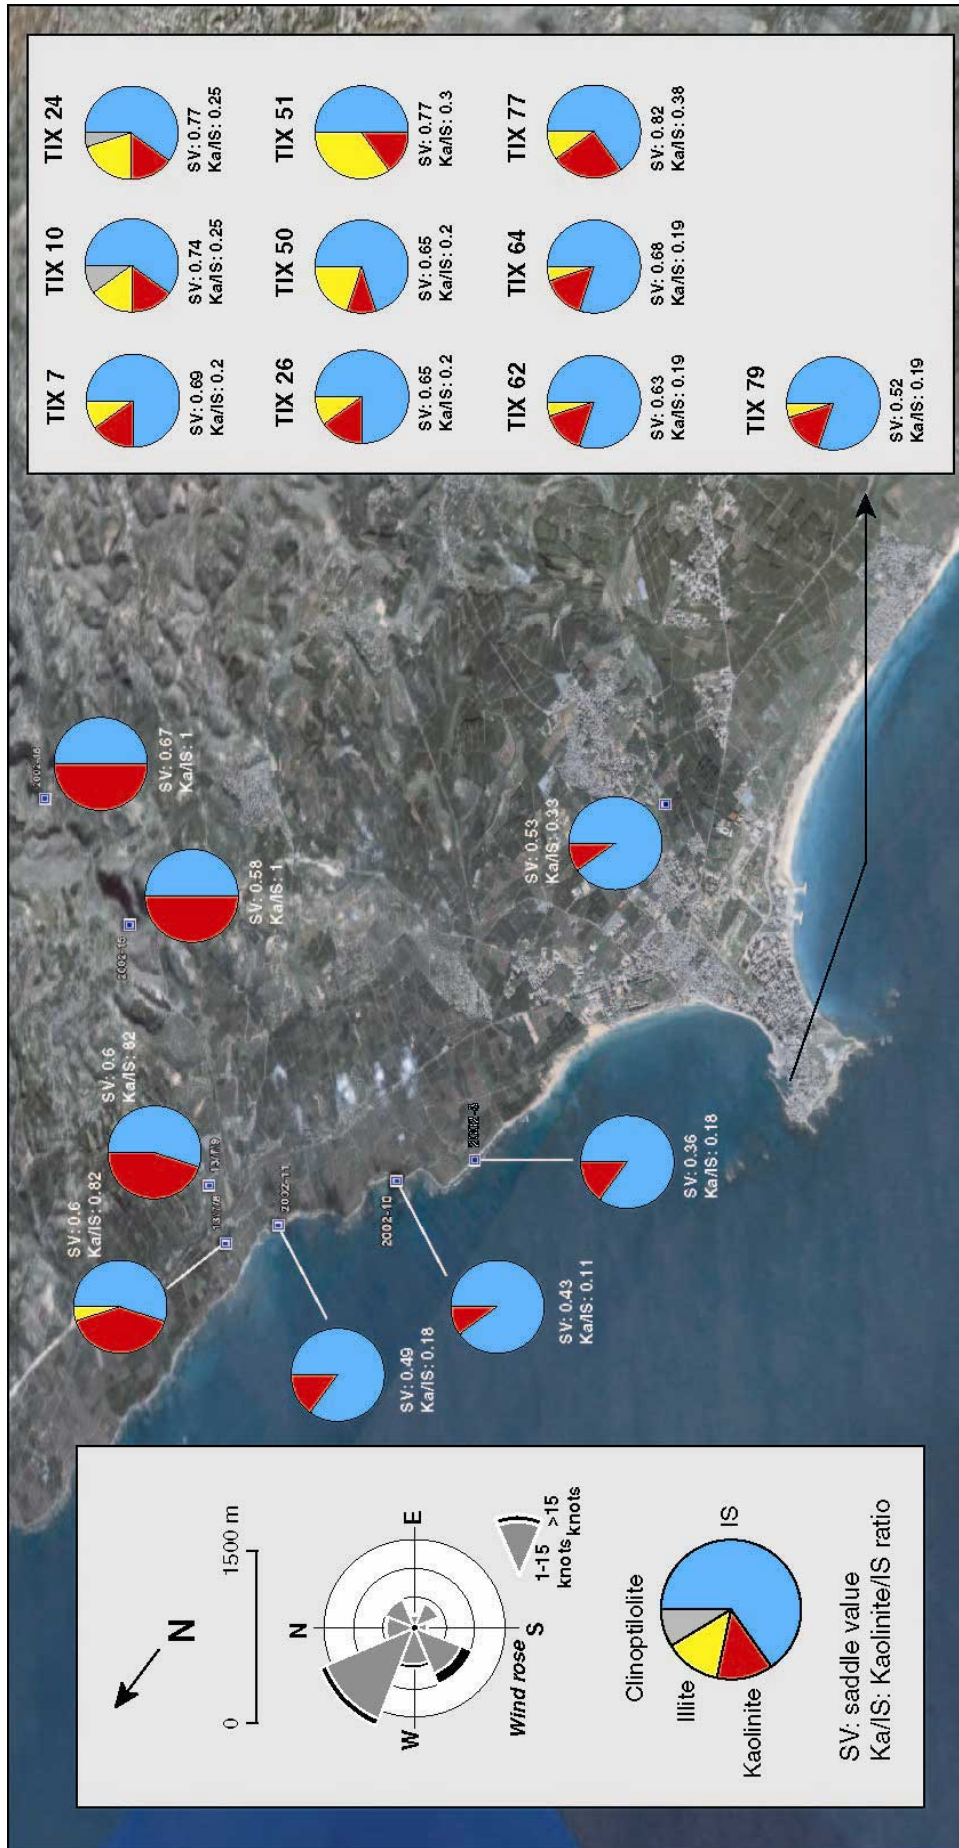 N
0
1500 m
N
E
S
W
Wind rose
1-15
knots
>15
knots
Clinoptilolite
Illite
Kaolinite
IS
SV: saddle value
Ka/IS: Kaolinite/IS ratio
SV: 0.6
Ka/IS: 0.82
13/7/8
SV: 0.6
Ka/IS: 82
13/7/9
2002-11
SV: 0.49
Ka/IS: 0.18
2002-10
SV: 0.43
Ka/IS: 0.11
SV: 0.36
Ka/IS: 0.18
2002-15
SV: 0.58
Ka/IS: 1
SV: 0.67
Ka/IS: 1
SV: 0.53
Ka/IS: 0.33
TIX 7
SV: 0.69
Ka/IS: 0.2
TIX 10
SV: 0.74
Ka/IS: 0.25
TIX 24
SV: 0.77
Ka/IS: 0.25
TIX 26
SV: 0.65
Ka/IS: 0.2
TIX 50
SV: 0.65
Ka/IS: 0.2
TIX 51
SV: 0.77
Ka/IS: 0.3
TIX 62
SV: 0.63
Ka/IS: 0.19
TIX 64
SV: 0.68
Ka/IS: 0.19
TIX 77
SV: 0.82
Ka/IS: 0.38
TIX 79
SV: 0.52
Ka/IS: 0.19